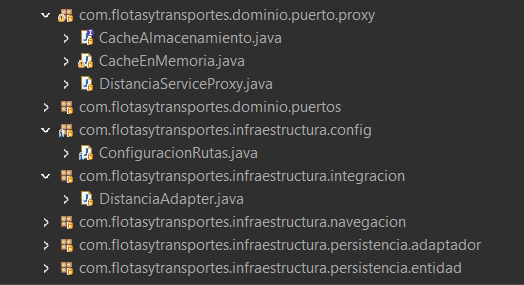 com.flotasytransportes.dominio.puerto.proxy
CacheAlmacenamiento.java
CacheEnMemoria.java
DistanciaServiceProxy.java
com.flotasytransportes.dominio.puertos
com.flotasytransportes.infraestructura.config
ConfiguracionRutas.java
com.flotasytransportes.infraestructura.integracion
DistanciaAdapter.java
com.flotasytransportes.infraestructura.navegacion
com.flotasytransportes.infraestructura.persistencia.adaptador
com.flotasytransportes.infraestructura.persistencia.entidad